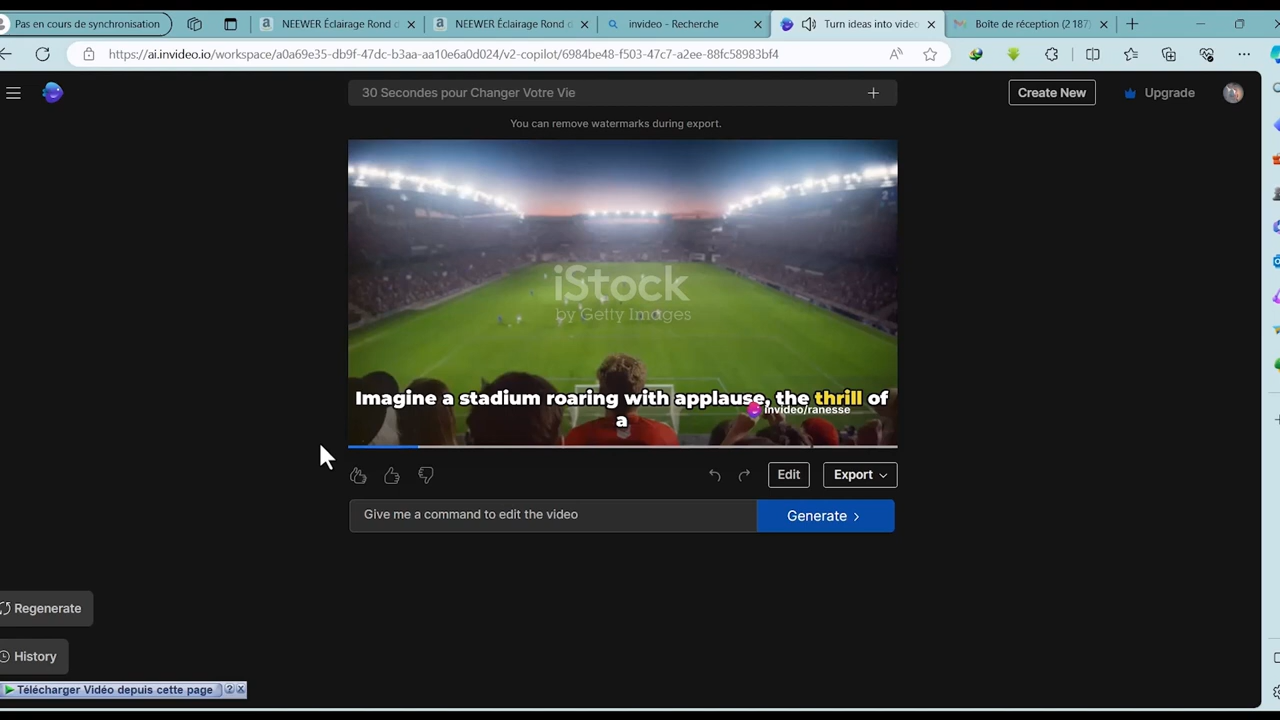 Pas en cours de synchronisation
NEEWER Éclairage Rond d
NEEWER Éclairage Rond d
invideo - Recherche
Turn ideas into video
Boîte de réception (2 187)
https://ai.invideo.io/workspace/a0a69e35-db9f-47dc-b3aa-aa10e6a0d024/v2-copilot/6984be48-f503-47c7-a2ee-88fc58983bf4
30 Secondes pour Changer Votre Vie
Create New
Upgrade
You can remove watermarks during export.
iStock
by Getty Images
Imagine a stadium roaring with applause, the thrill of
a
invideo/ranesse
Edit
Export
Give me a command to edit the video
Generate
Regenerate
History
Télécharger Vidéo depuis cette page